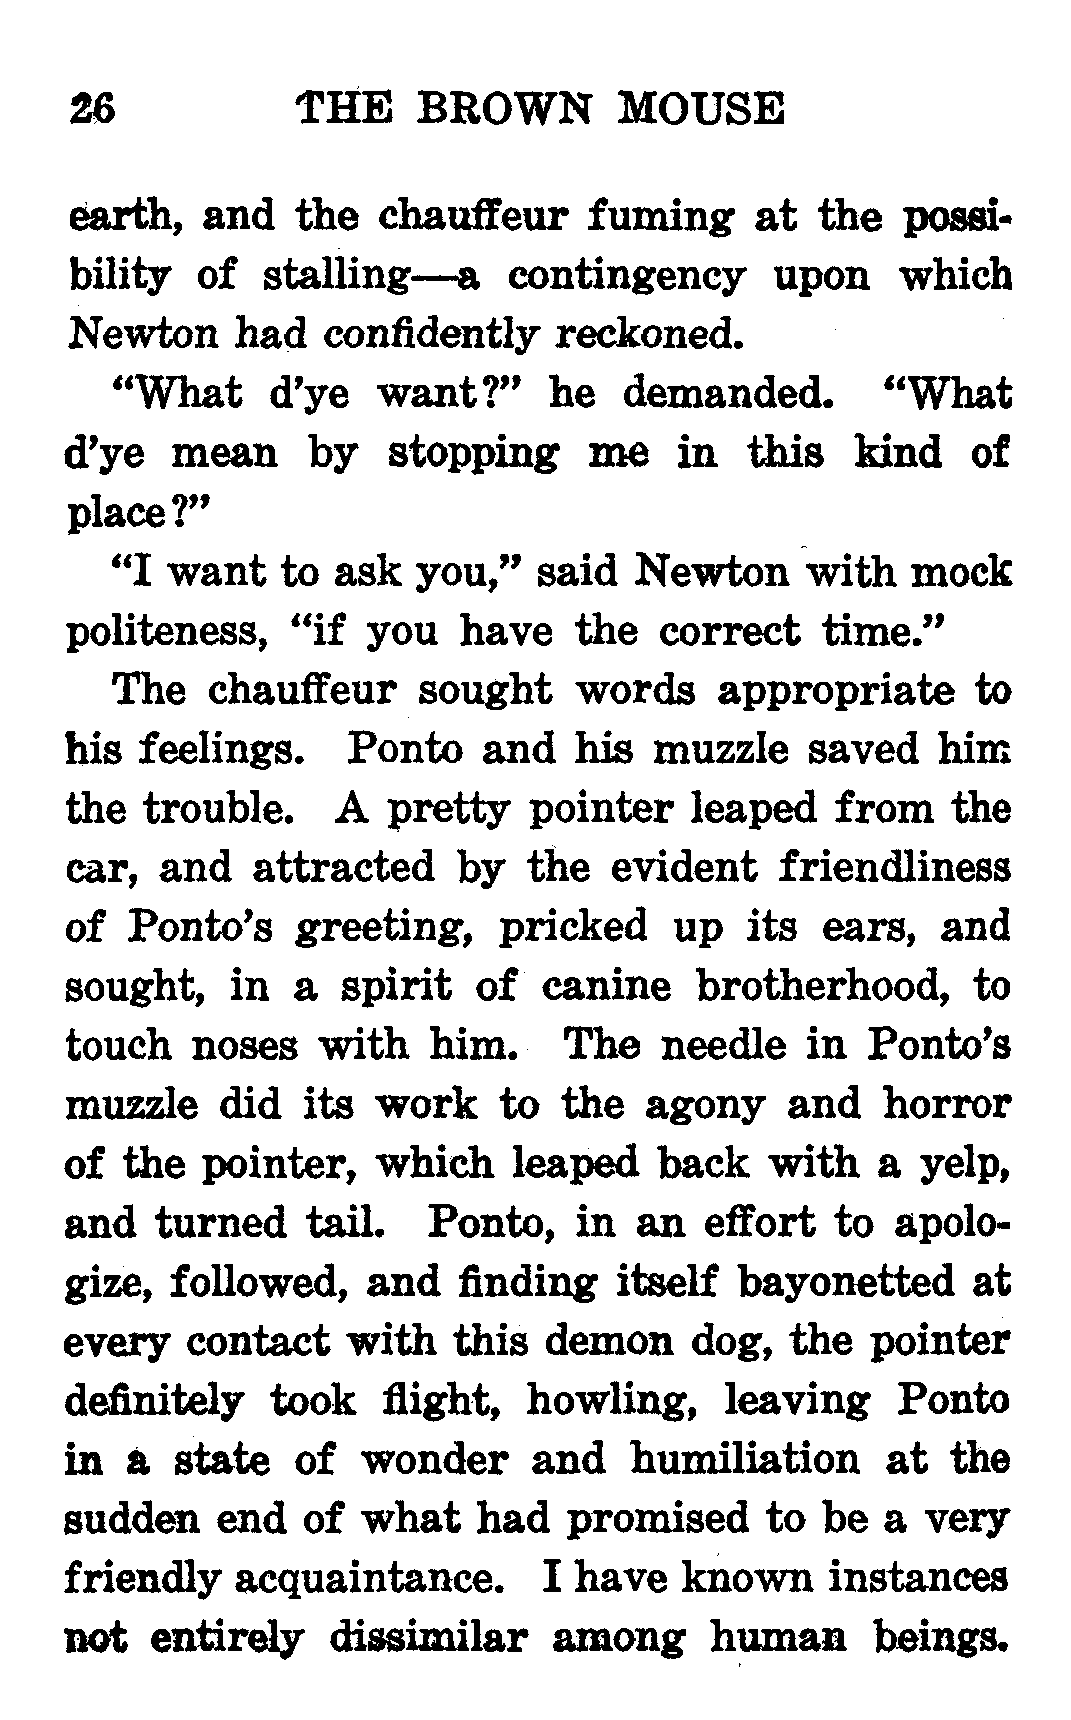 26 THE BROWN MOUSE
earth, and the chauffeur fuming at the possi-
bility of stalling—a contingency upon which
Newton had confidently reckoned.
“What d’ye want?” he demanded. “What
d’ye mean by stopping me in this kind of
place?”
“I want to ask you,” said Newton with mock
politeness, “if you have the correct time.”
The chauffeur sought words appropriate to
his feelings. Ponto and his muzzle saved him
the trouble. A pretty pointer leaped from the
car, and attracted by the evident friendliness
of Ponto’s greeting, pricked up its ears, and
sought, in a spirit of canine brotherhood, to
touch noses with him. The needle in Ponto’s
muzzle did its work to the agony and horror
of the pointer, which leaped back with a yelp,
and turned tail. Ponto, in an effort to apolo-
gize, followed, and finding itself bayonetted at
every contact with this demon dog, the pointer
definitely took flight, howling, leaving Ponto
in a state of wonder and humiliation at the
sudden end of what had promised to be a very
friendly acquaintance. I have known instances
not entirely dissimilar among human beings.